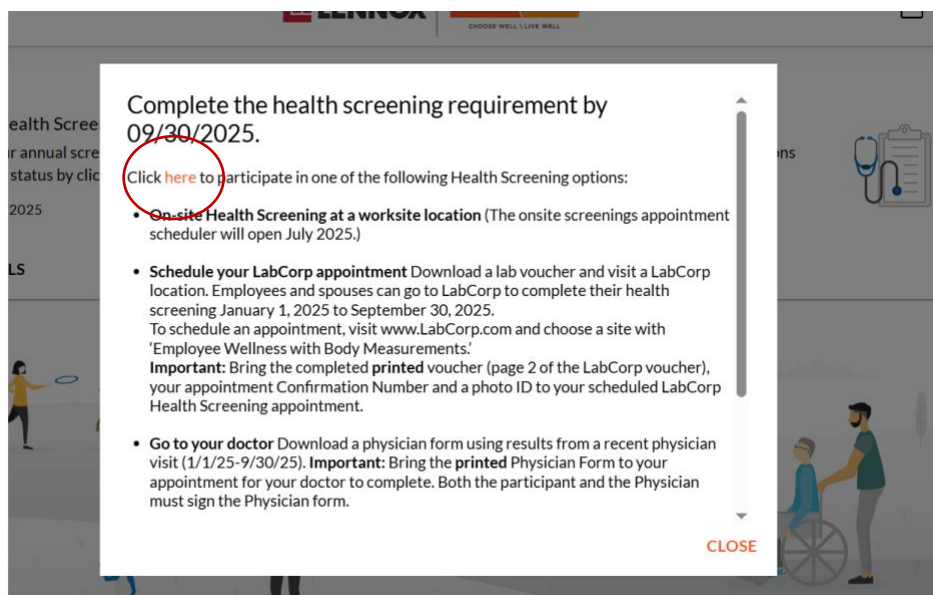 LENNOX
CHOOSE WELL \ LIVE WELL
ealth Scree
r annual scre
ns
status by clic
2025
LS
Complete the health screening requirement by
09/30/2025.
Click here to participate in one of the following Health Screening options:
• On-site Health Screening at a worksite location (The onsite screenings appointment
scheduler will open July 2025.)
• Schedule your LabCorp appointment Download a lab voucher and visit a LabCorp
location. Employees and spouses can go to LabCorp to complete their health
screening January 1, 2025 to September 30, 2025.
To schedule an appointment, visit www.LabCorp.com and choose a site with
'Employee Wellness with Body Measurements.'
Important: Bring the completed printed voucher (page 2 of the LabCorp voucher),
your appointment Confirmation Number and a photo ID to your scheduled LabCorp
Health Screening appointment.
• Go to your doctor Download a physician form using results from a recent physician
visit (1/1/25-9/30/25). Important: Bring the printed Physician Form to your
appointment for your doctor to complete. Both the participant and the Physician
must sign the Physician form.
CLOSE